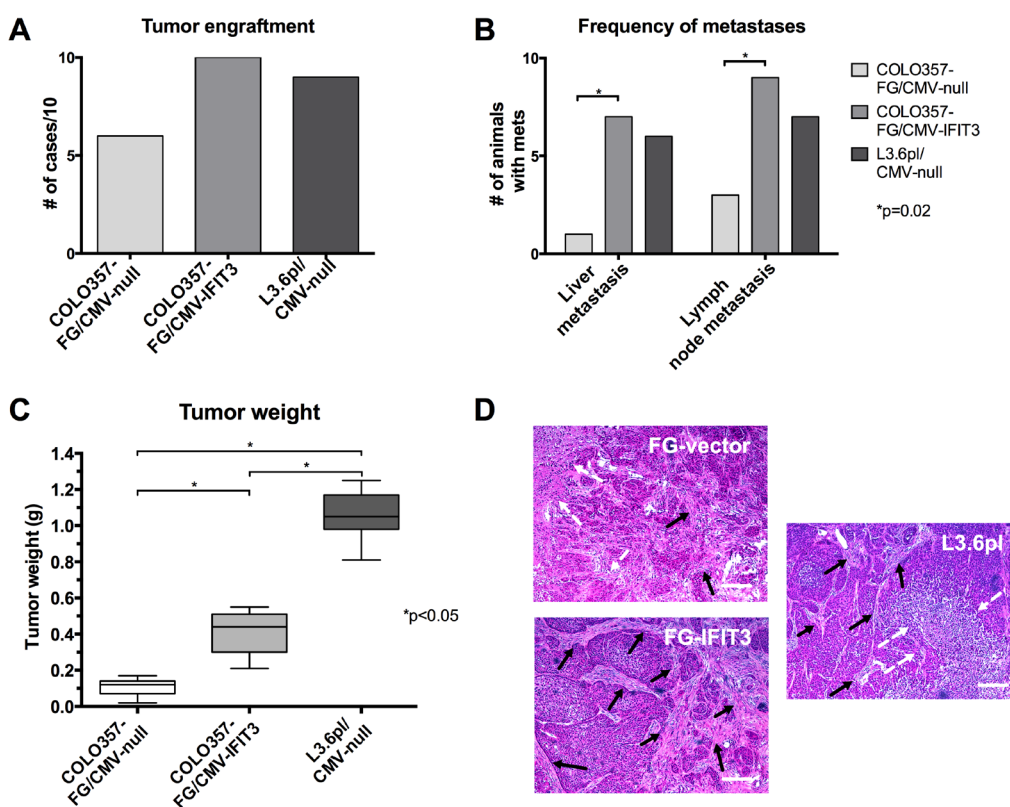 A
Tumor engraftment
# of cases/10
10
5
0
COLO357-
FG/CMV-null
COLO357-
FG/CMV-IFIT3
L3.6pl/
CMV-null
B
Frequency of metastases
# of animals
with mets
10
5
0
*
*
Liver
metastasis
Lymph
node metastasis
COLO357-
FG/CMV-null
COLO357-
FG/CMV-IFIT3
L3.6pl/
CMV-null
*p=0.02
C
Tumor weight
Tumor weight (g)
1.4
1.2
1.0
0.8
0.6
0.4
0.2
0.0
*
*
*
*p<0.05
COLO357-
FG/CMV-null
COLO357-
FG/CMV-IFIT3
L3.6pl/
CMV-null
D
FG-vector
FG-IFIT3
L3.6pl